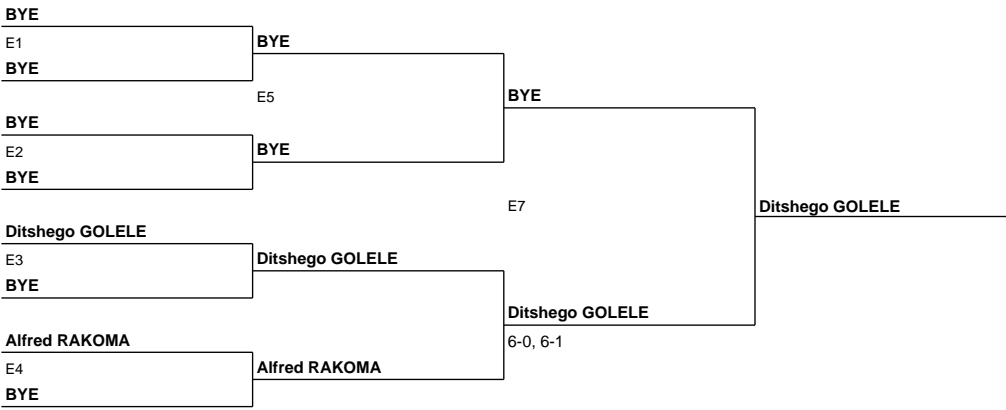 BYE
E1
BYE
BYE
E5
BYE
BYE
E2
BYE
BYE
E7
Ditshego GOLELE
Ditshego GOLELE
E3
Ditshego GOLELE
BYE
Ditshego GOLELE
6-0, 6-1
Alfred RAKOMA
E4
Alfred RAKOMA
BYE